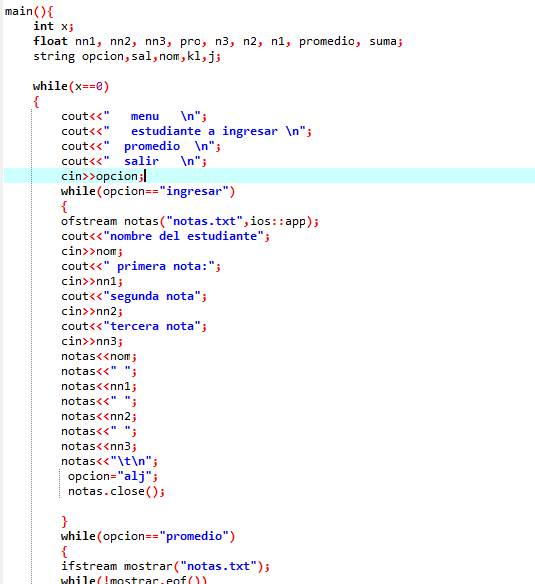 main(){
int x;
float nn1, nn2, nn3, pro, n3, n2, n1, promedio, suma;
string opcion,sal,nom,kl,j;
while(x==0)
{
cout<<"   menu   \n";
cout<<"   estudiante a ingresar \n";
cout<<"  promedio  \n";
cout<<"  salir   \n";
cin>>opcion;
while(opcion=="ingresar")
{
ofstream notas("notas.txt",ios::app);
cout<<"nombre del estudiante";
cin>>nom;
cout<<" primera nota:";
cin>>nn1;
cout<<"segunda nota";
cin>>nn2;
cout<<"tercera nota";
cin>>nn3;
notas<<nom;
notas<<" ";
notas<<nn1;
notas<<" ";
notas<<nn2;
notas<<" ";
notas<<nn3;
notas<<"\t\n";
opcion="alj";
notas.close();
}
while(opcion=="promedio")
{
ifstream mostrar("notas.txt");
while(!mostrar.eof())